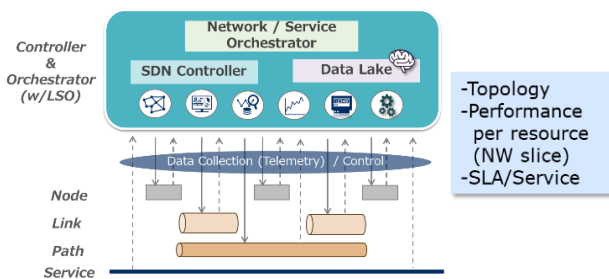 Controller
&
Orchestrator
(w/LSO)
Network / Service
Orchestrator
SDN Controller
Data Lake
Data Collection (Telemetry) / Control
Node
Link
Path
Service
-Topology
-Performance
per resource
(NW slice)
-SLA/Service